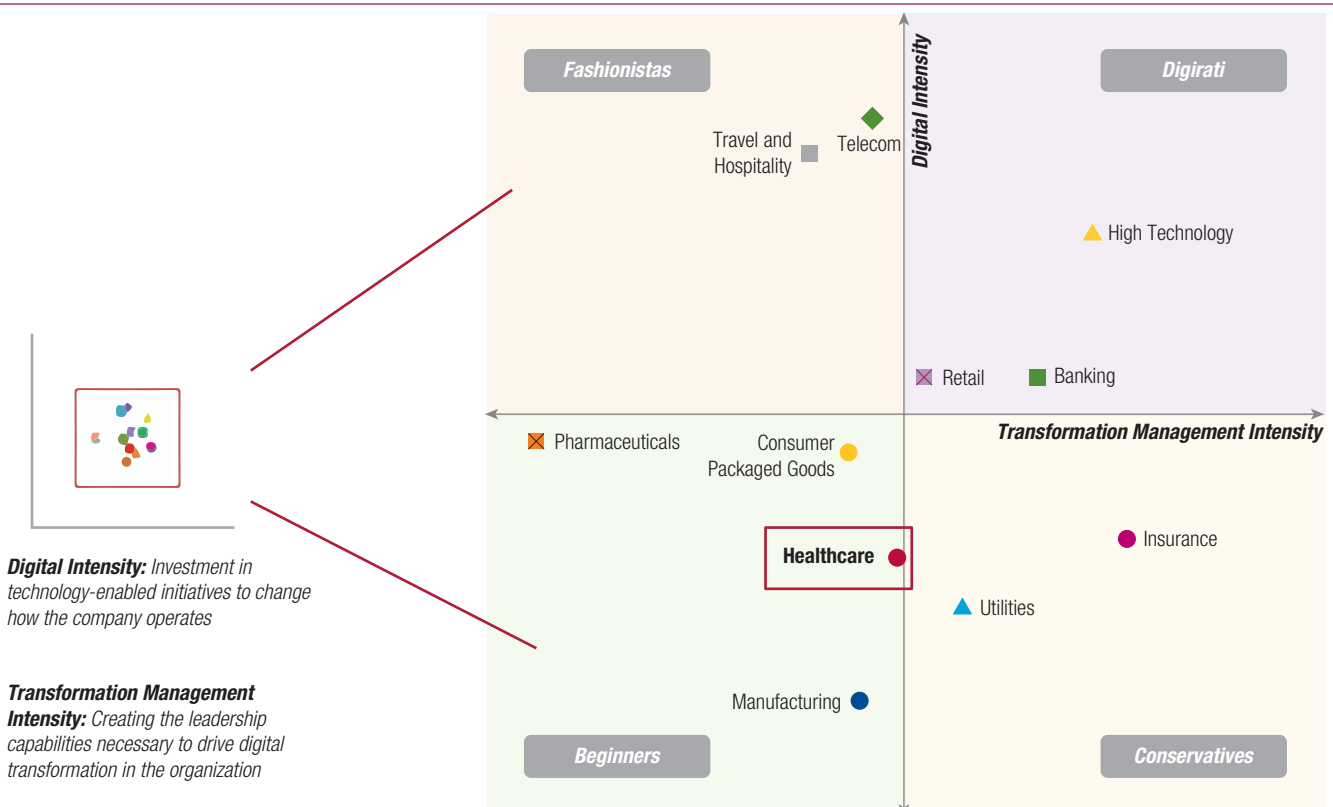 Fashionistas
Digirati
Digital Intensity
Travel and
Hospitality
Telecom
High Technology
Retail
Banking
Transformation Management Intensity
Pharmaceuticals
Consumer
Packaged Goods
Healthcare
Insurance
Utilities
Manufacturing
Beginners
Conservatives
Digital Intensity: Investment in
technology-enabled initiatives to change
how the company operates
Transformation Management
Intensity: Creating the leadership
capabilities necessary to drive digital
transformation in the organization